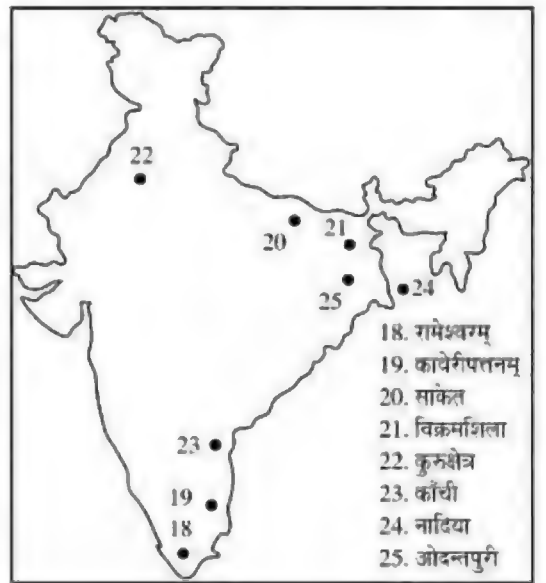 22
20
21
25
24
18. रामेश्वरम्
19. कावेरीपत्तनम्
20. साकेत
21. विक्रमशिला
22. कुरुक्षेत्र
23. काँची
24. नादिया
25. ओदन्तपुरी
23
19
18